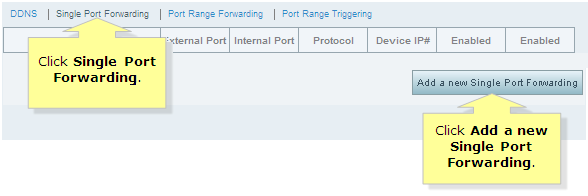 DDNS | Single Port Forwarding | Port Range Forwarding | Port Range Triggering
External Port Internal Port Protocol Device IP# Enabled Enabled
Click Single Port
Forwarding.
Add a new Single Port Forwarding
Click Add a new
Single Port
Forwarding.